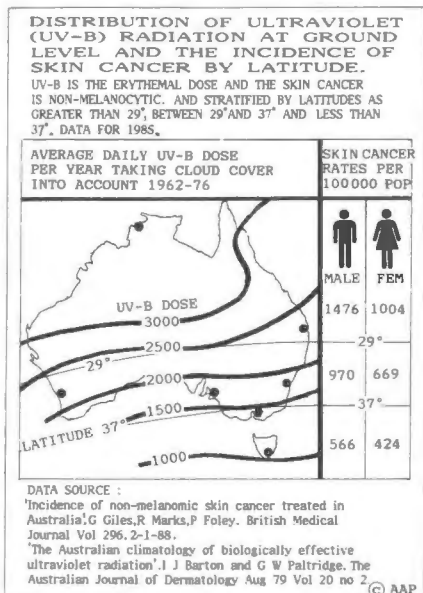 DISTRIBUTION OF ULTRAVIOLET
(UV-B) RADIATION AT GROUND
LEVEL AND THE INCIDENCE OF
SKIN CANCER BY LATITUDE.
UV-B IS THE ERYTHEMAL DOSE AND THE SKIN CANCER
IS NON-MELANOCYTIC. AND STRATIFIED BY LATITUDES AS
GREATER THAN 29°, BETWEEN 29°AND 37° AND LESS THAN
37°. DATA FOR 1985.
AVERAGE DAILY UV-B DOSE
PER YEAR TAKING CLOUD COVER
INTO ACCOUNT 1962-76
SKIN CANCER
RATES PER
100000 POP
MALE FEM
UV-B DOSE
3000
1476 1004
2500
29°
29°
2000
970 669
1500
37°
LATITUDE 37°
1000
566 424
DATA SOURCE :
'Incidence of non-melanomic skin cancer treated in
Australia'.G Giles,R Marks,P Foley. British Medical
Journal Vol 296.2-1-88.
'The Australian climatology of biologically effective
ultraviolet radiation'.I J Barton and G W Paltridge. The
Australian Journal of Dermatology Aug 79 Vol 20 no 2.
© AAP